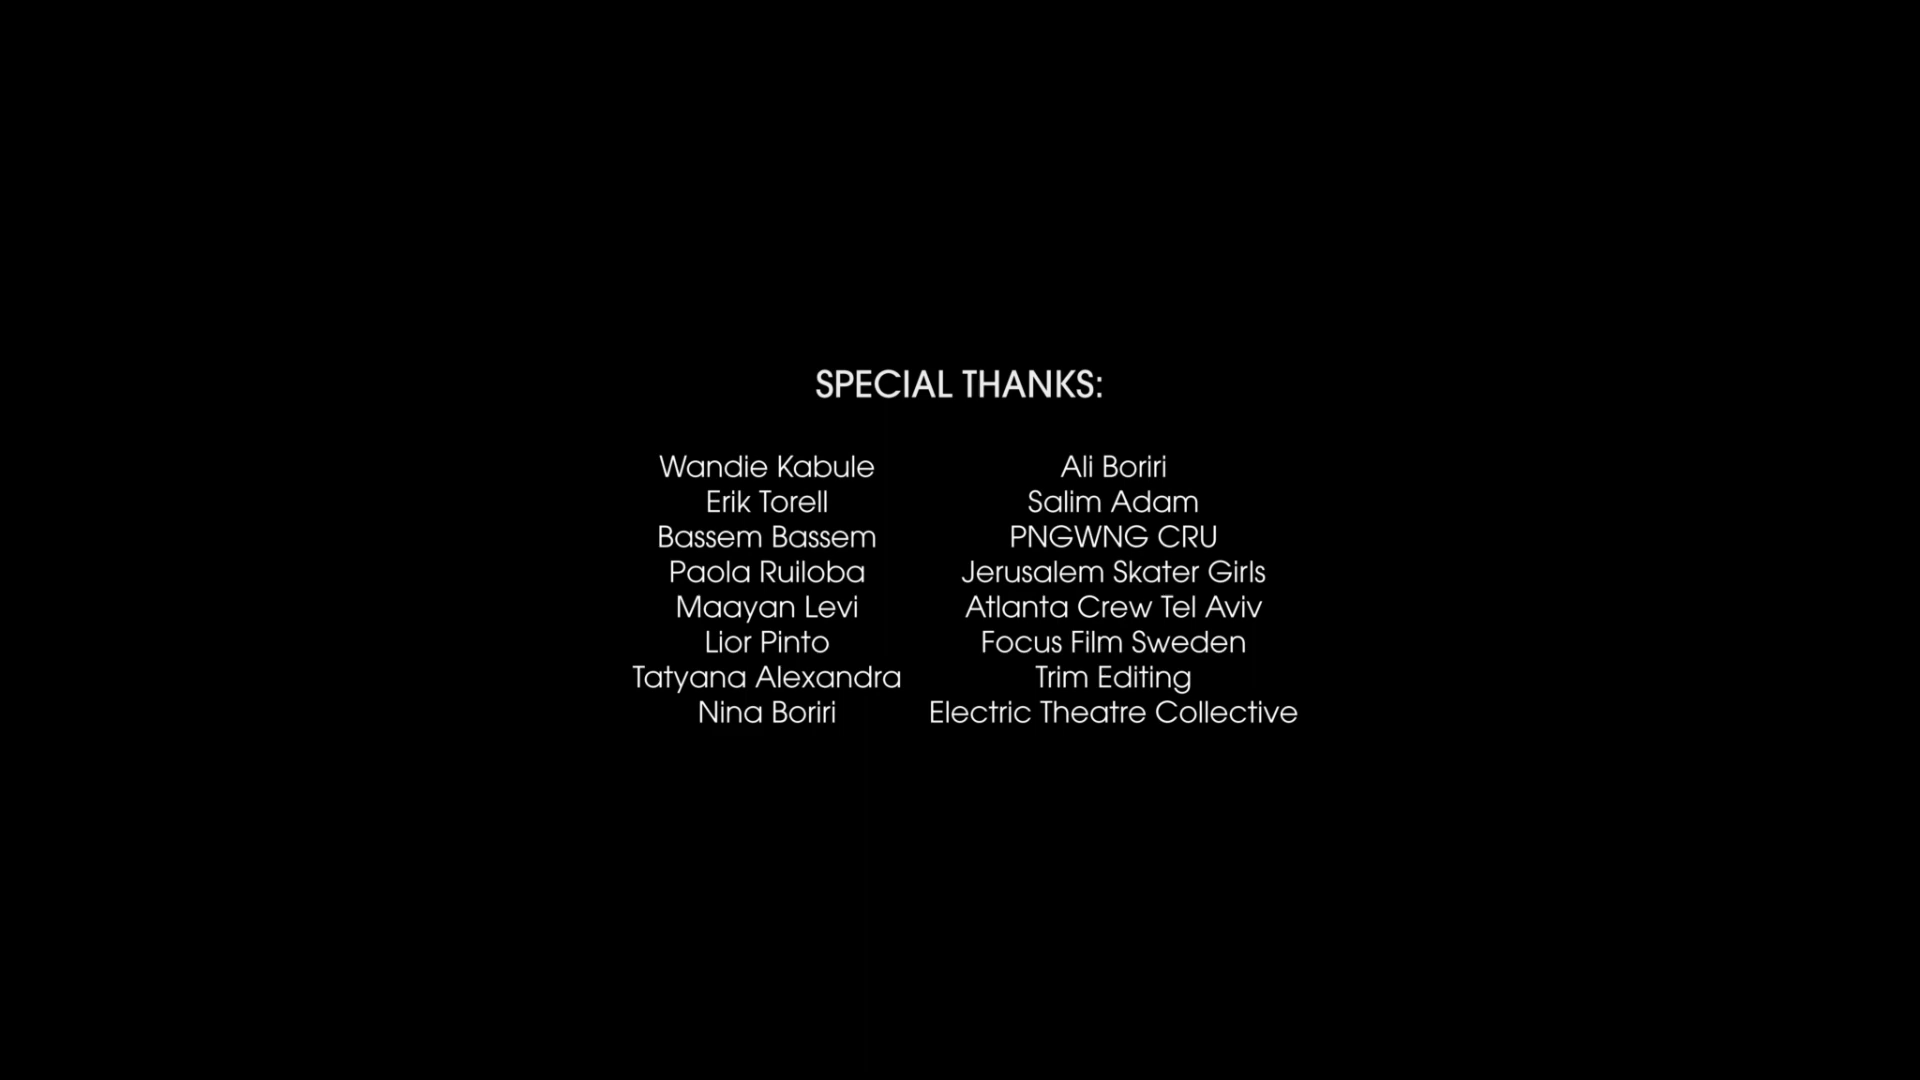 SPECIAL THANKS:
Wandie Kabule
Erik Torell
Bassem Bassem
Paola Ruiloba
Maayan Levi
Lior Pinto
Tatyana Alexandra
Nina Boriri
Ali Boriri
Salim Adam
PNGWNG CRU
Jerusalem Skater Girls
Atlanta Crew Tel Aviv
Focus Film Sweden
Trim Editing
Electric Theatre Collective